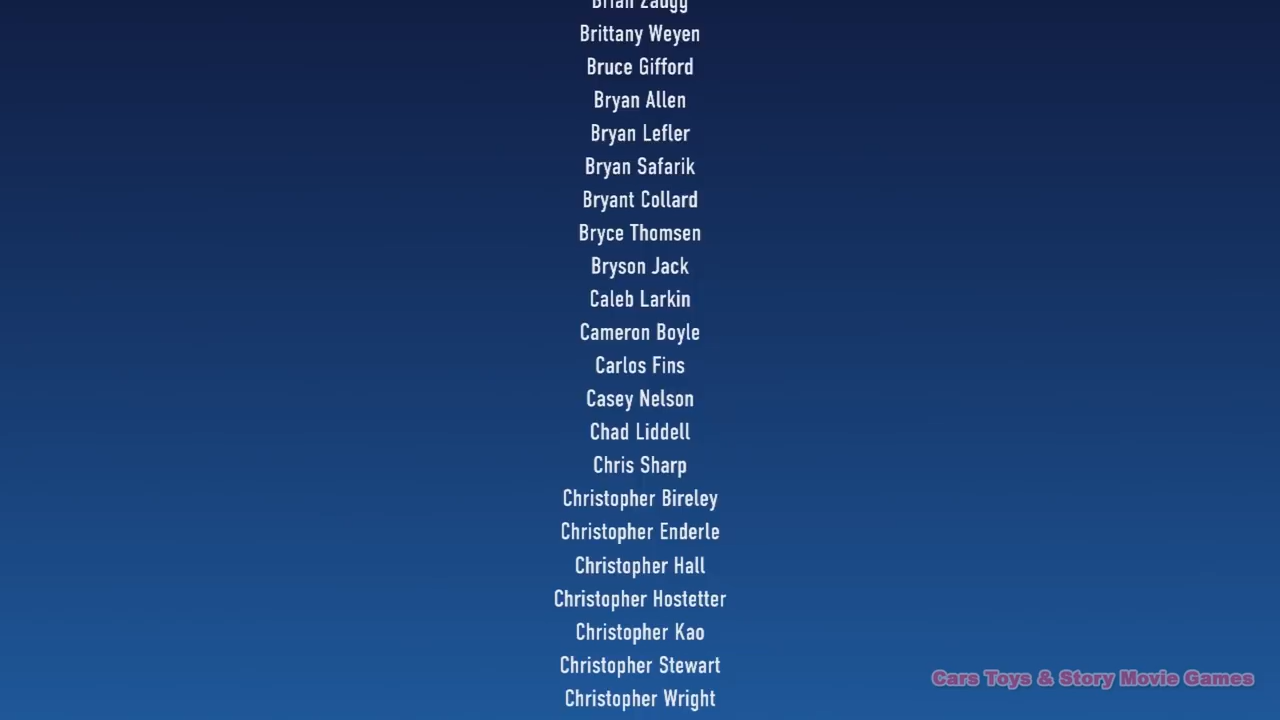 Brian Zaugg
Brittany Weyen
Bruce Gifford
Bryan Allen
Bryan Lefler
Bryan Safarik
Bryant Collard
Bryce Thomsen
Bryson Jack
Caleb Larkin
Cameron Boyle
Carlos Fins
Casey Nelson
Chad Liddell
Chris Sharp
Christopher Bireley
Christopher Enderle
Christopher Hall
Christopher Hostetter
Christopher Kao
Christopher Stewart
Christopher Wright
Cars Toys & Story Movie Games